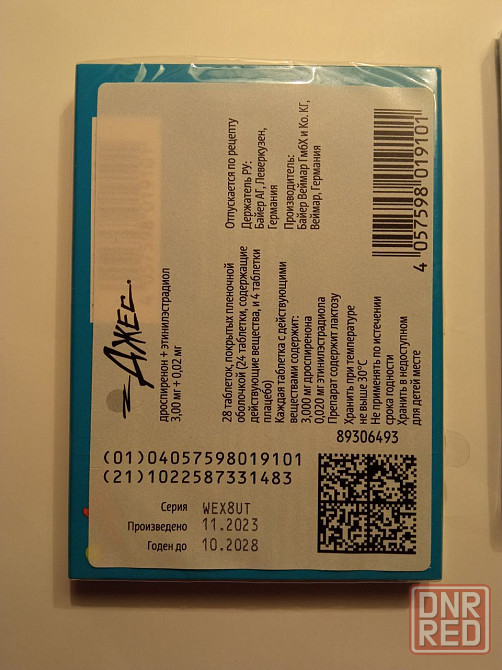 Джес
дроспиренон + этинилэстрадиол
3,00 мг + 0,02 мг
28 таблеток, покрытых пленочной
оболочкой (24 таблетки, содержащие
действующие вещества, и 4 таблетки
плацебо)
Каждая таблетка с действующими
веществами содержит:
3,000 мг дроспиренона
0,020 мг этинилэстрадиола
Препарат содержит лактозу
Хранить при температуре
не выше 30°C
Не применять по истечении
срока годности
Хранить в недоступном
для детей месте
Отпускается по рецепту
Держатель РУ:
Байер АГ, Леверкузен,
Германия
Производитель:
Байер Веймар ГмбХ и Ко. КГ,
Веймар, Германия
4 057598 019101
89306493
(01)04057598019101
(21)1022587331483
Серия WEX8UT
Произведено 11.2023
Годен до 10.2028
DNR
RED